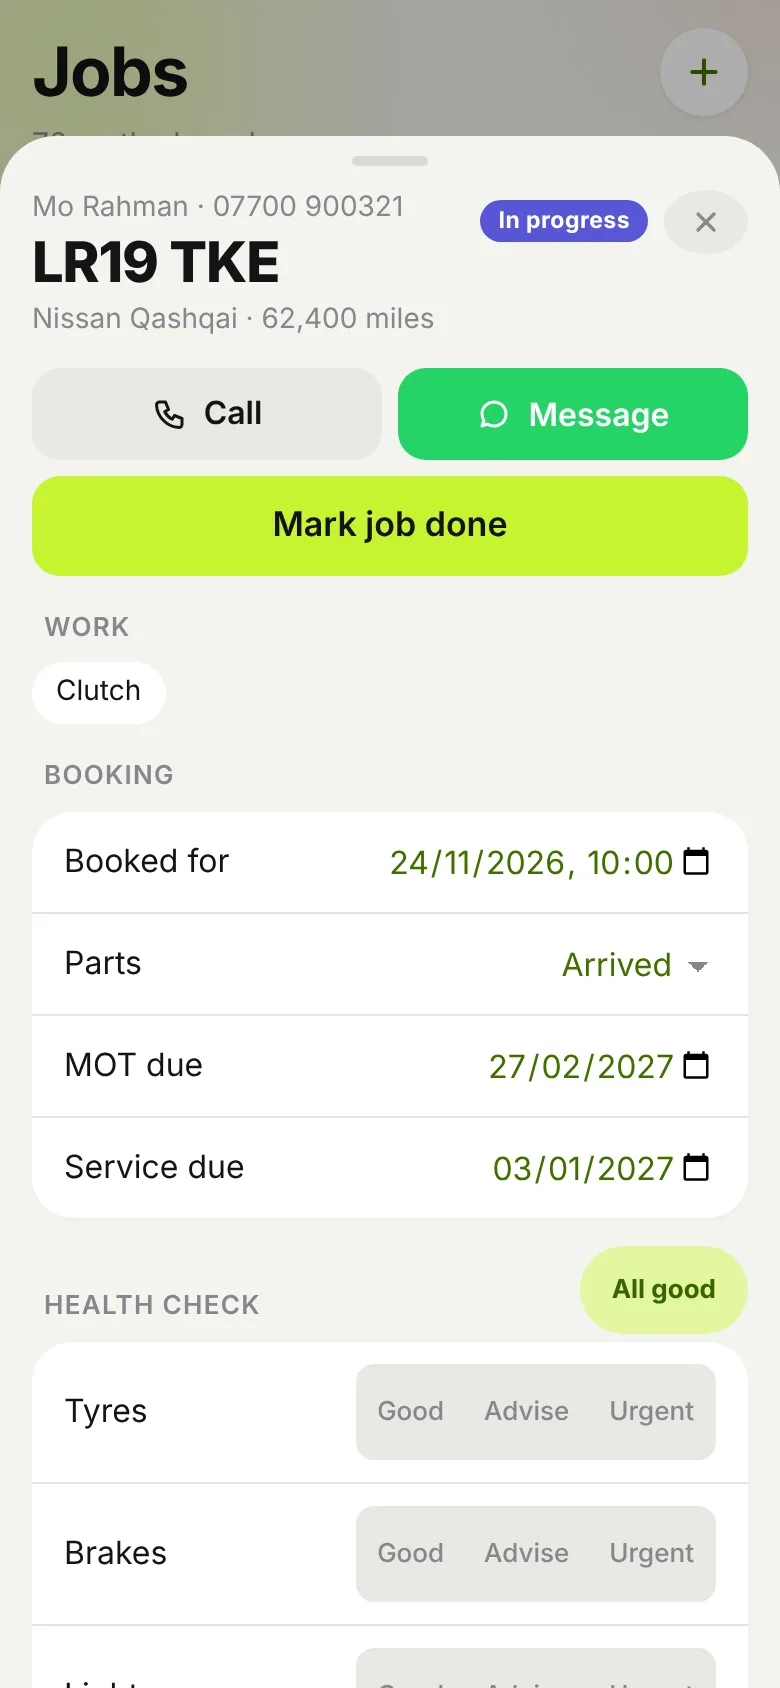 Jobs
Mo Rahman · 07700 900321
In progress
LR19 TKE
Nissan Qashqai · 62,400 miles
Call
Message
Mark job done
WORK
Clutch
BOOKING
Booked for
24/11/2026, 10:00
Parts
Arrived
MOT due
27/02/2027
Service due
03/01/2027
HEALTH CHECK
All good
Tyres
Good Advise Urgent
Brakes
Good Advise Urgent